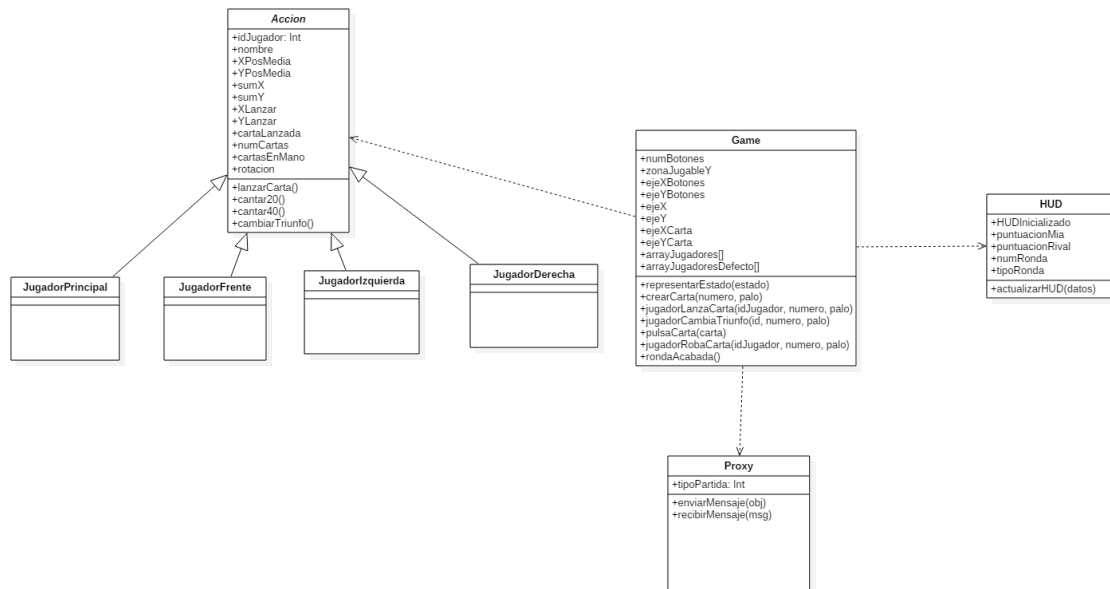 Accion
+idJugador: Int
+nombre
+XPosMedia
+YPosMedia
+sumX
+sumY
+XLanzar
+YLanzar
+cartaLanzada
+numCartas
+cartasEnMano
+rotacion
+lanzarCarta()
+cantar20()
+cantar40()
+cambiarTriunfo()
JugadorPrincipal
JugadorFrente
JugadorIzquierda
JugadorDerecha
Game
+numBotones
+zonaJugableY
+ejeXBotones
+ejeYBotones
+ejeX
+ejeY
+ejeXCarta
+ejeYCarta
+arrayJugadores[]
+arrayJugadoresDefecto[]
+representarEstado(estado)
+crearCarta(numero, palo)
+jugadorLanzaCarta(idJugador, numero, palo)
+jugadorCambiaTriunfo(id, numero, palo)
+pulsaCarta(carta)
+jugadorRobaCarta(idJugador, numero, palo)
+rondaAcabada()
HUD
+HUDInicializado
+puntuacionMia
+puntuacionRival
+numRonda
+tipoRonda
+actualizarHUD(datos)
Proxy
+tipoPartida: Int
+enviarMensaje(obj)
+recibirMensaje(msg)